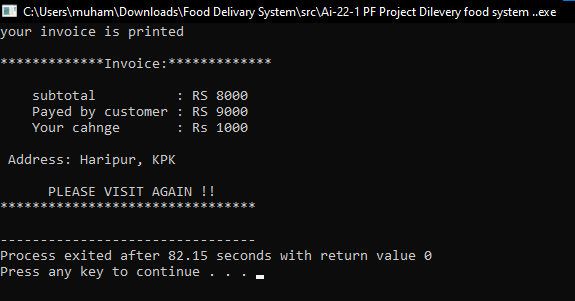 C:\Users\muham\Downloads\Food Delivary System\src\Ai-22-1 PF Project Dilevery food system ..exe
your invoice is printed
*************Invoice:*************
subtotal : RS 8000
Payed by customer : RS 9000
Your cahnge : Rs 1000
Address: Haripur, KPK
PLEASE VISIT AGAIN !!
********************************
--------------------------------
Process exited after 82.15 seconds with return value 0
Press any key to continue . . .